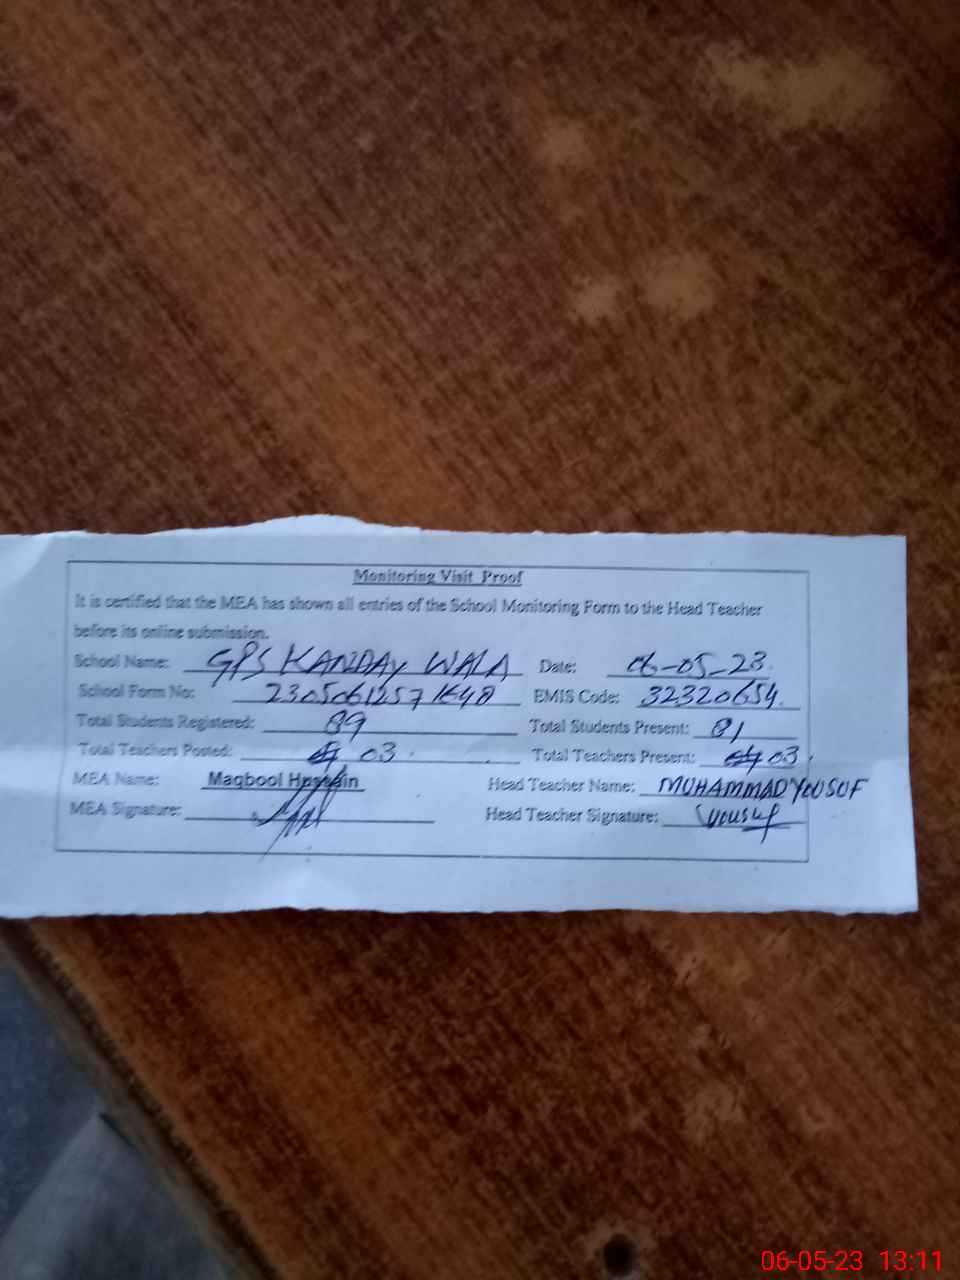 Monitoring Visit Proof
It is certified that the MEA has shown all entries of the School Monitoring Form to the Head Teacher
before its online submission.
School Name: GPS KANDAY WALA Date: 06-05-23.
School Form No: EMIS Code: 32320654.
Total Students Registered: 89 Total Students Present: 81
Total Teachers Posted: 03. Total Teachers Present: 03.
MEA Name: Maqbool Hussain Head Teacher Name: MUHAMMAD YOUSUF
MEA Signature: Head Teacher Signature: Yousuf
06-05-23 13:11